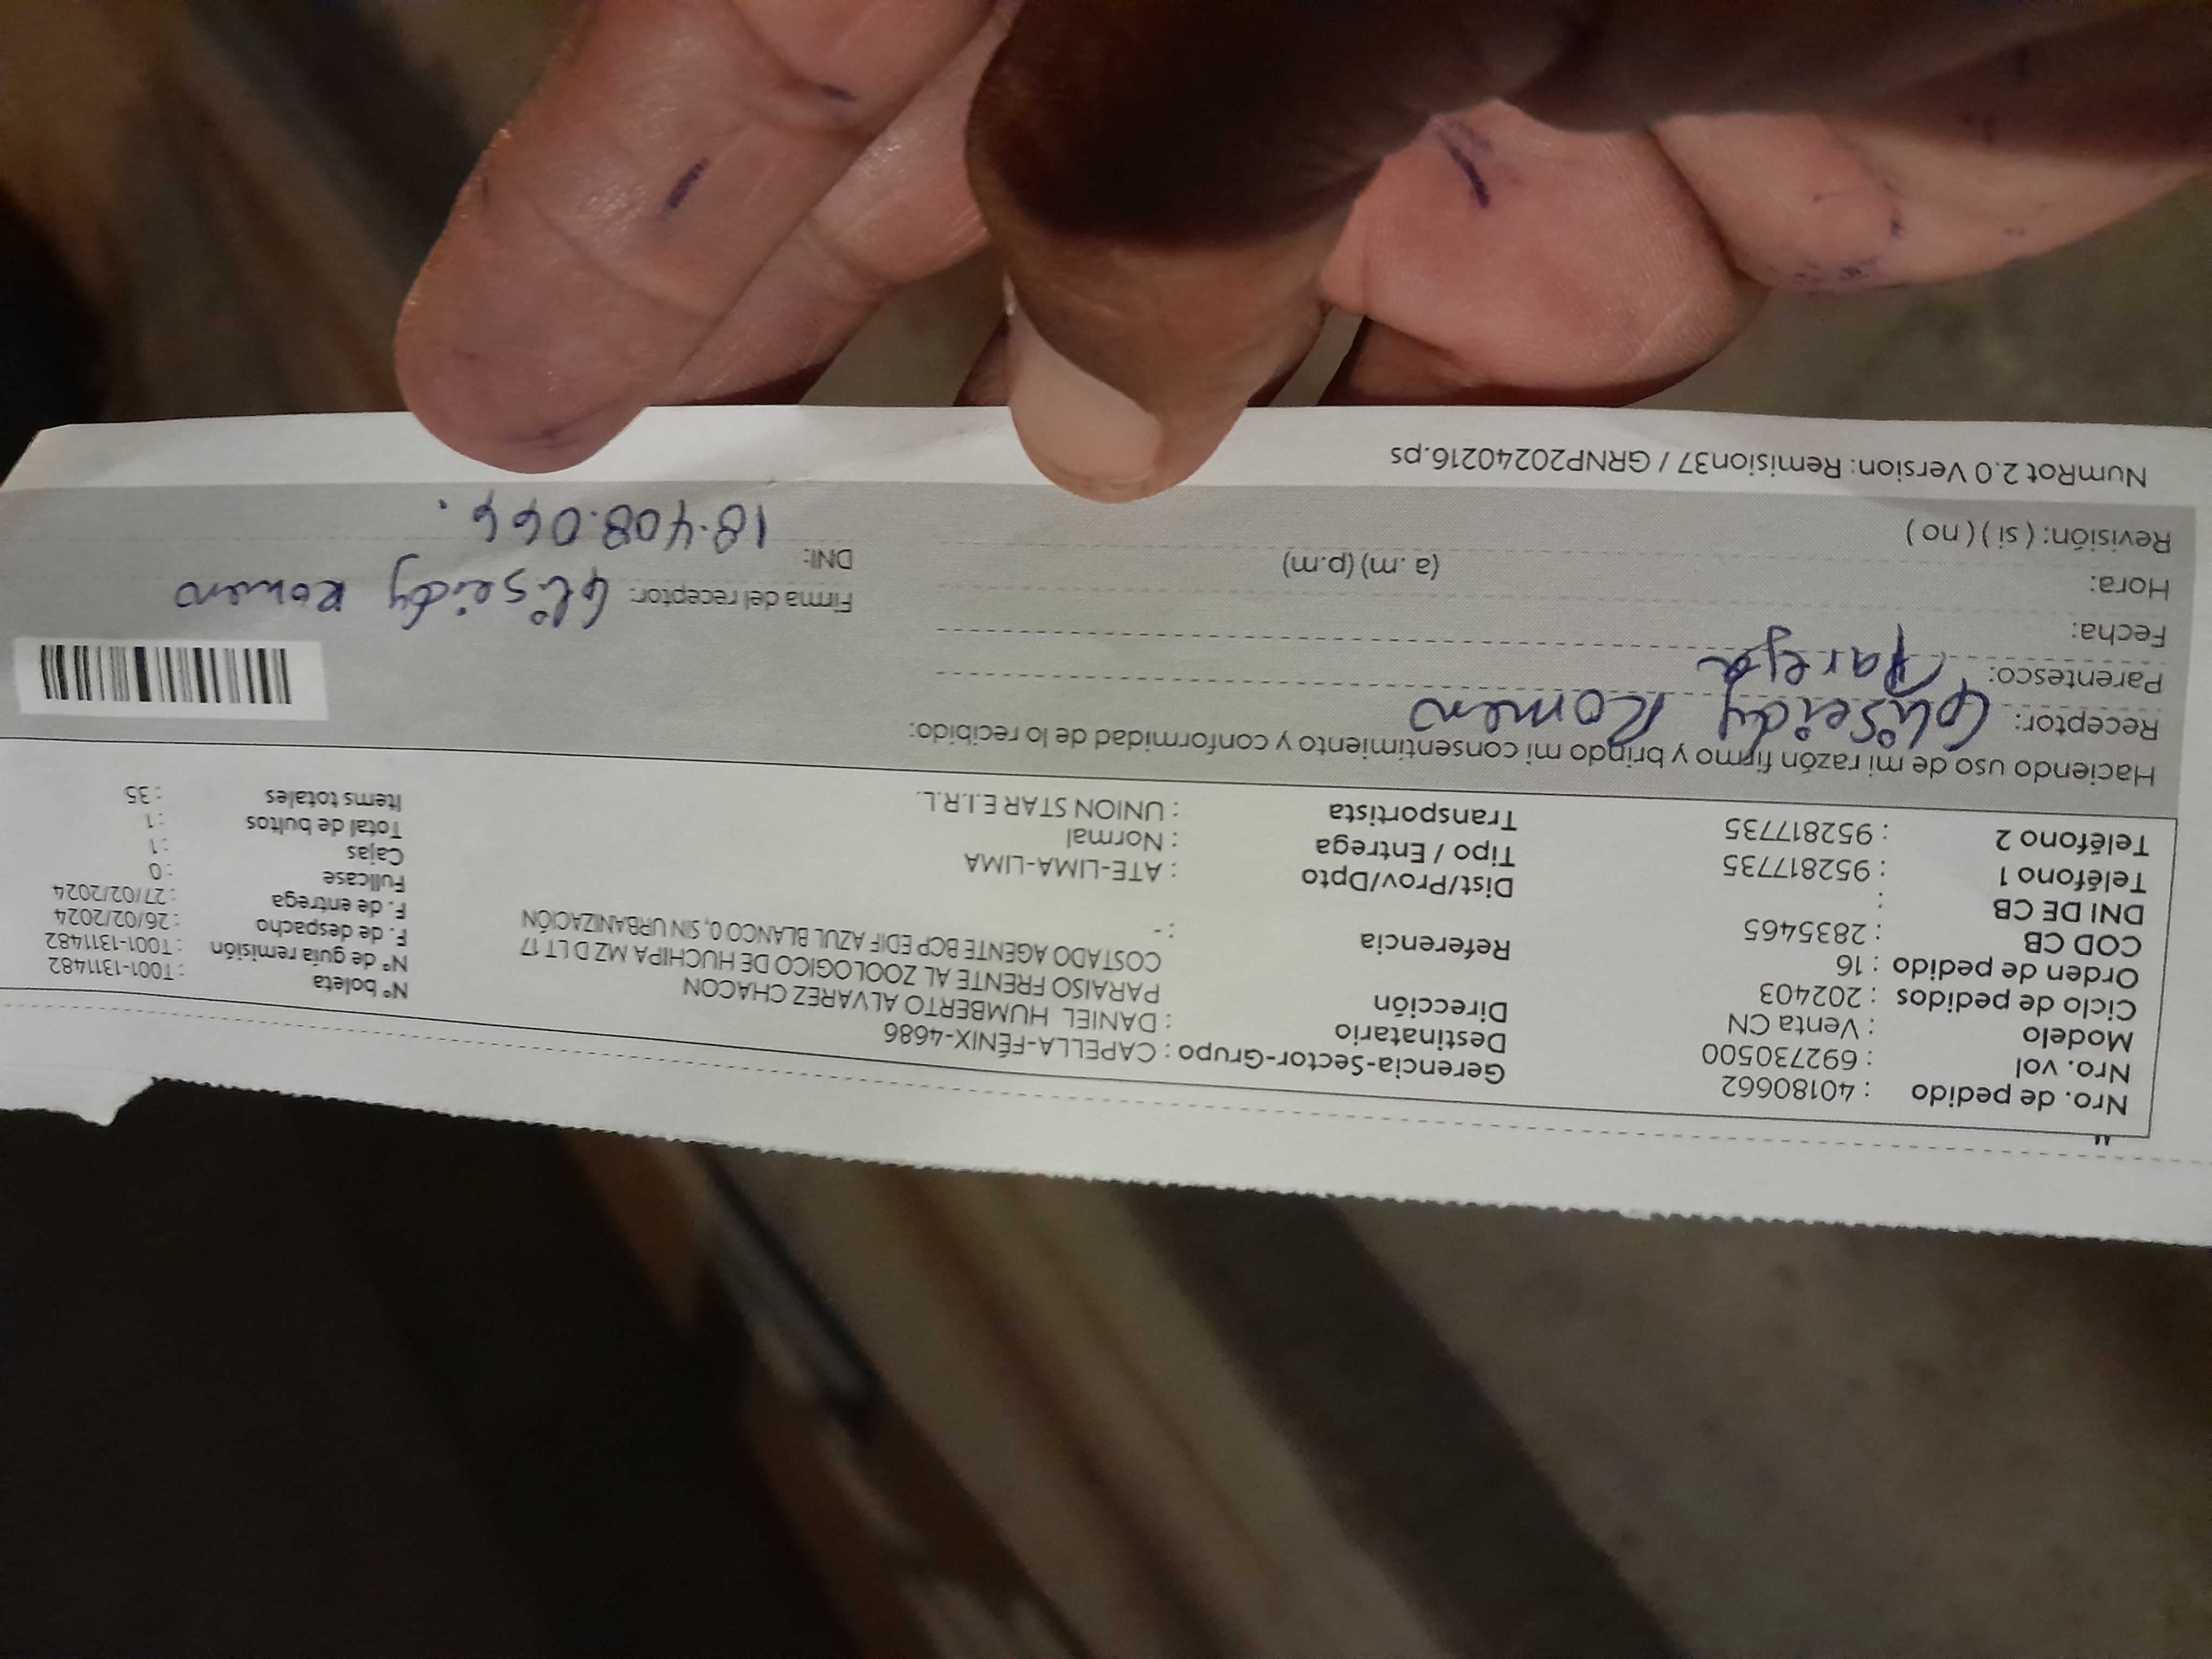 Nro. de pedido : 40180662
Nro. vol : 692730500
Modelo : Venta CN
Ciclo de pedidos : 202403
Orden de pedido : 16
COD CB : 2835465
DNI DE CB :
Teléfono 1 : 952817735
Teléfono 2 : 952817735
Gerencia-Sector-Grupo : CAPELLA-FÉNIX-4686
Destinatario : DANIEL HUMBERTO ALVAREZ CHACON
Dirección PARAISO FRENTE AL ZOOLOGICO DE HUCHIPA MZ D LT 17
COSTADO AGENTE BCP EDIF AZUL BLANCO 0, SIN URBANIZACIÓN
Referencia : -
Dist/Prov/Dpto : ATE-LIMA-LIMA
Tipo / Entrega : Normal
Transportista : UNION STAR E.I.R.L.
N° boleta : T001-1311482
N° de guía remisión : T001-1311482
F. de despacho : 26/02/2024
F. de entrega : 27/02/2024
Fullcase : 0
Cajas : 1
Total de bultos : 1
Items totales : 35
Haciendo uso de mi razón firmo y brindo mi consentimiento y conformidad de lo recibido:
Receptor: Gliseidy Romero
Parentesco: Pareja
Fecha:
Hora: (a .m) (p.m)
Revisión: ( si ) ( no )
Firma del receptor: Gliseidy Romero
DNI: 18.408.044.
NumRot 2.0 Version: Remision37 / GRNP20240216.ps